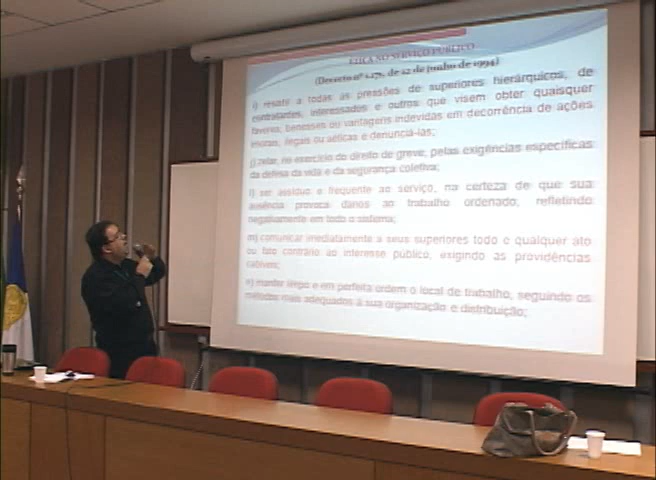 ÉTICA NO SERVIÇO PÚBLICO
(Decreto nº 1.171, de 22 de junho de 1994)
i) resistir a todas as pressões de superiores hierárquicos, de
contratantes, interessados e outros que visem obter quaisquer
favores, benesses ou vantagens indevidas em decorrência de ações
imorais, ilegais ou aéticas e denunciá-las;
j) zelar, no exercício do direito de greve, pelas exigências específicas
da defesa da vida e da segurança coletiva;
l) ser assíduo e frequente ao serviço, na certeza de que sua
ausência provoca danos ao trabalho ordenado, refletindo
negativamente em todo o sistema;
m) comunicar imediatamente a seus superiores todo e qualquer ato
ou fato contrário ao interesse público, exigindo as providências
cabíveis;
n) manter limpo e em perfeita ordem o local de trabalho, seguindo os
métodos mais adequados à sua organização e distribuição;